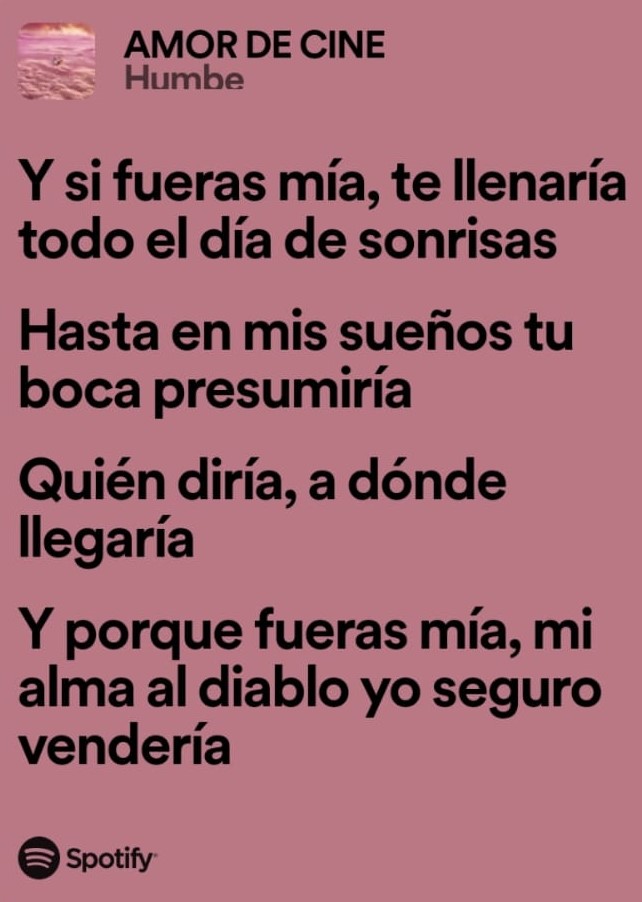 AMOR DE CINE
Humbe
Y si fueras mía, te llenaría
todo el día de sonrisas
Hasta en mis sueños tu
boca presumiría
Quién diría, a dónde
llegaría
Y porque fueras mía, mi
alma al diablo yo seguro
vendería
Spotify